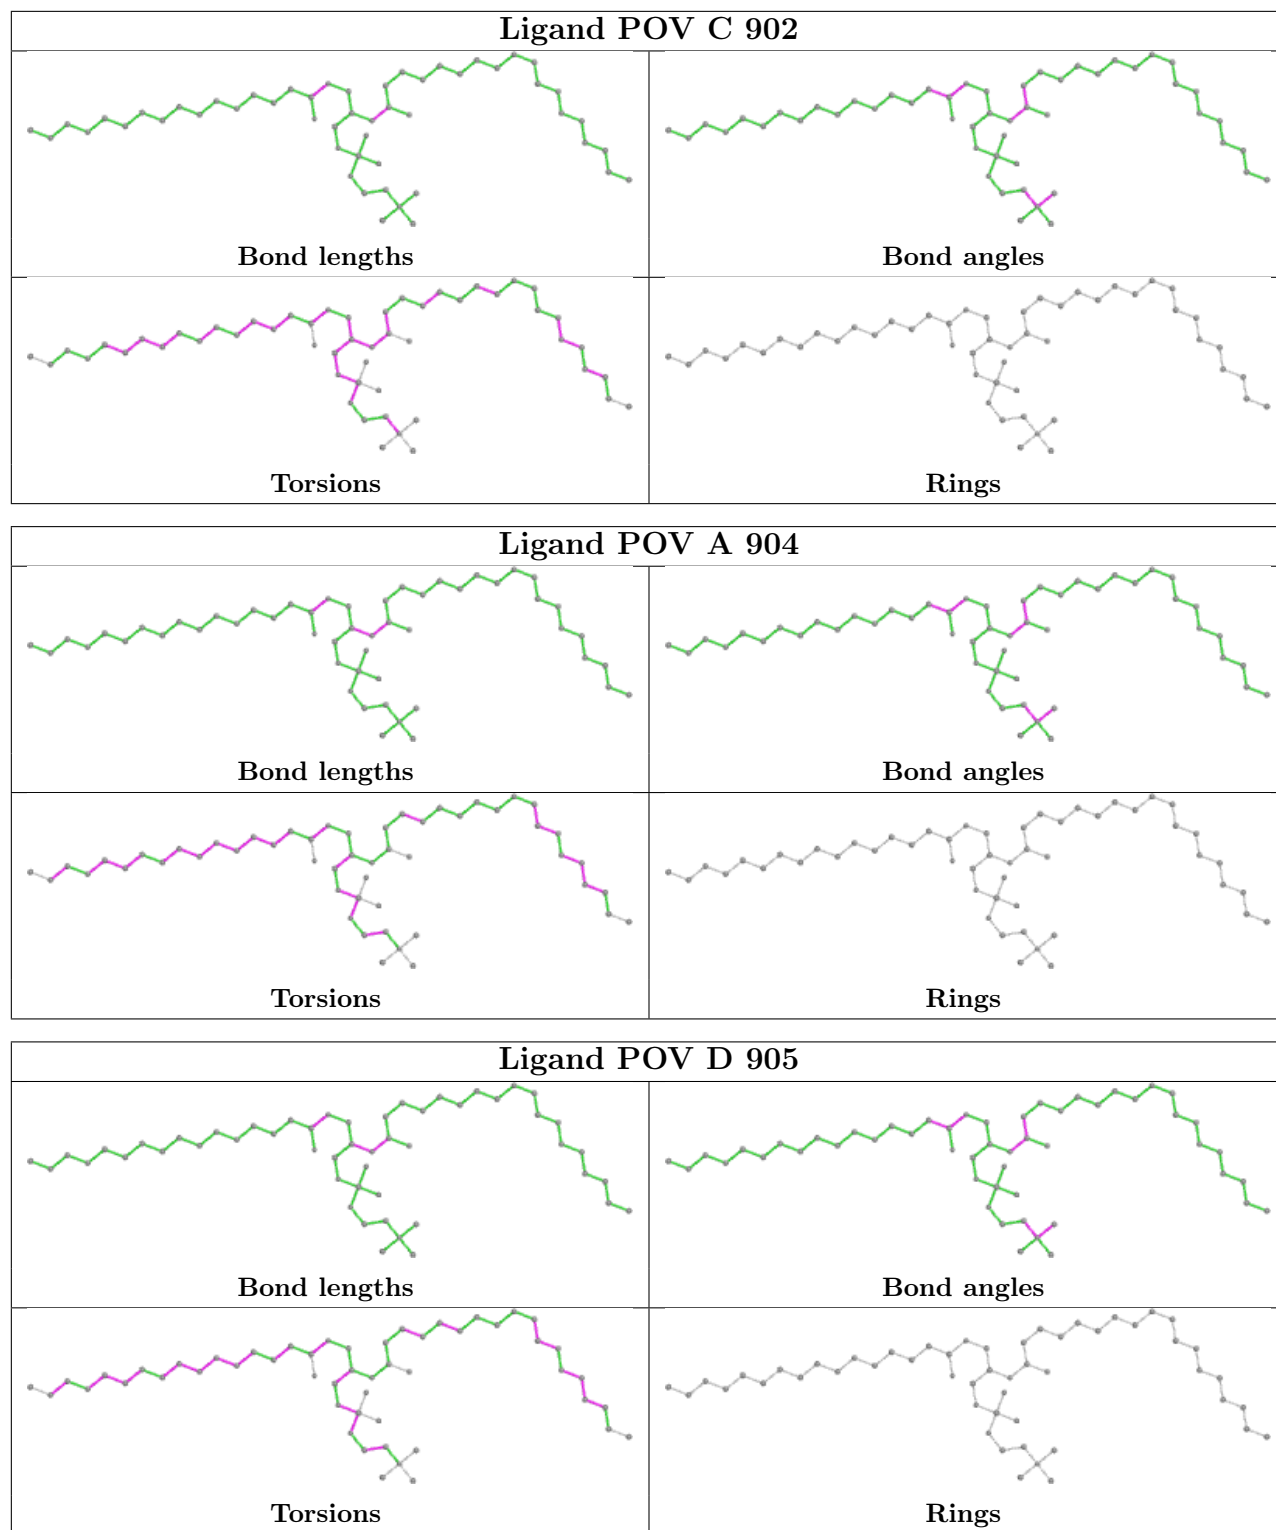 Ligand POV C 902
Bond lengths
Bond angles
Torsions
Rings
Ligand POV A 904
Bond lengths
Bond angles
Torsions
Rings
Ligand POV D 905
Bond lengths
Bond angles
Torsions
Rings